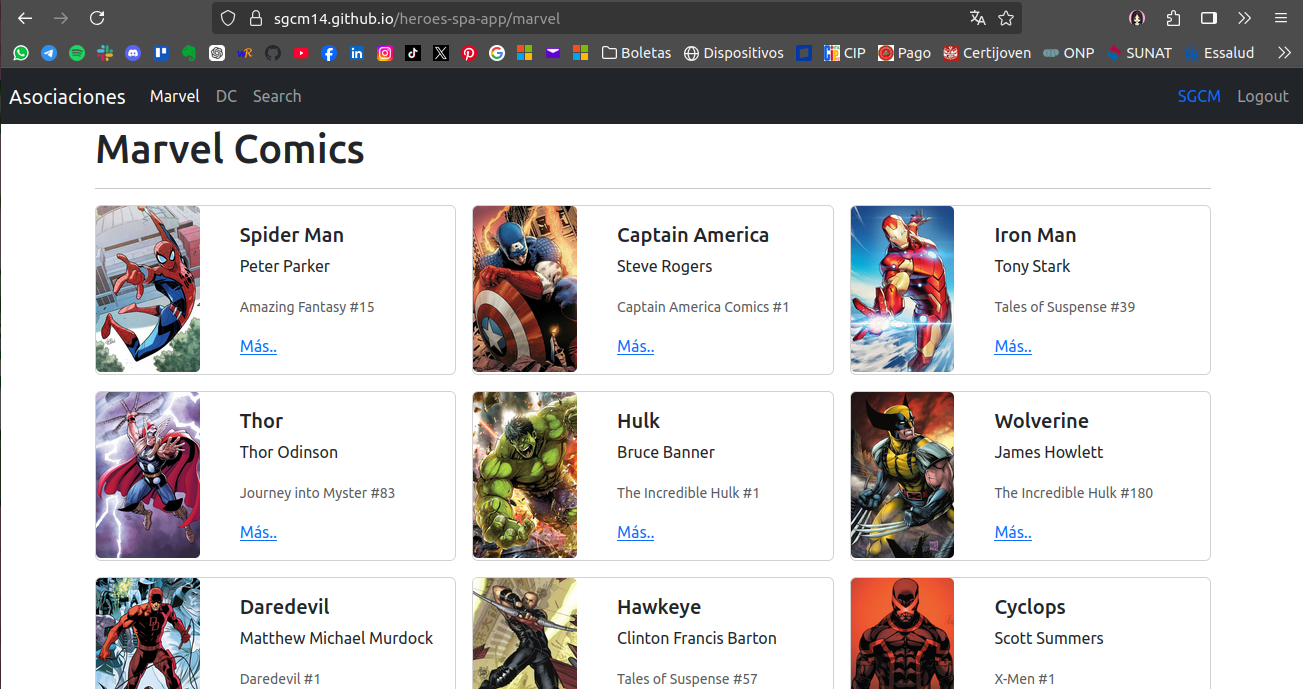 sgcm14.github.io/heroes-spa-app/marvel
Boletas Dispositivos CIP Pago Certijoven ONP SUNAT Essalud
Asociaciones Marvel DC Search SGCM Logout
Marvel Comics
Spider Man
Peter Parker
Amazing Fantasy #15
Más..
Captain America
Steve Rogers
Captain America Comics #1
Más..
Iron Man
Tony Stark
Tales of Suspense #39
Más..
Thor
Thor Odinson
Journey into Myster #83
Más..
Hulk
Bruce Banner
The Incredible Hulk #1
Más..
Wolverine
James Howlett
The Incredible Hulk #180
Más..
Daredevil
Matthew Michael Murdock
Daredevil #1
Hawkeye
Clinton Francis Barton
Tales of Suspense #57
Cyclops
Scott Summers
X-Men #1